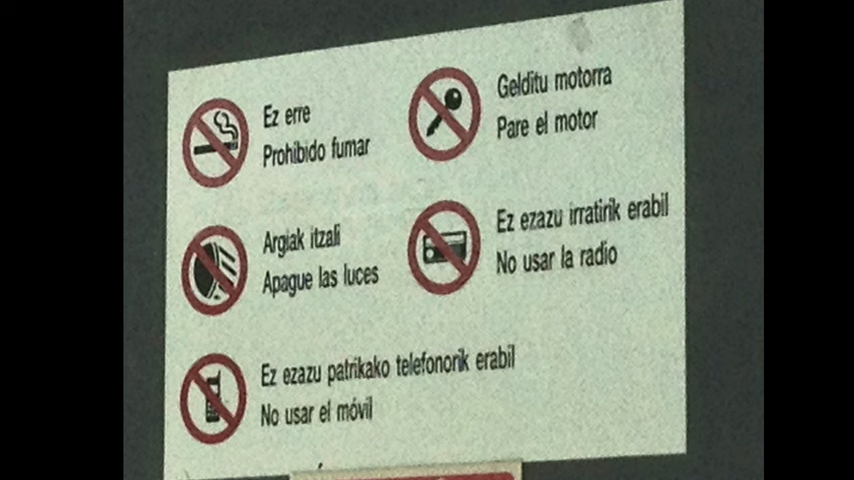 Ez erre
Prohibido fumar
Gelditu motorra
Pare el motor
Argiak itzali
Apague las luces
Ez ezazu irratirik erabil
No usar la radio
Ez ezazu patrikako telefonorik erabil
No usar el móvil